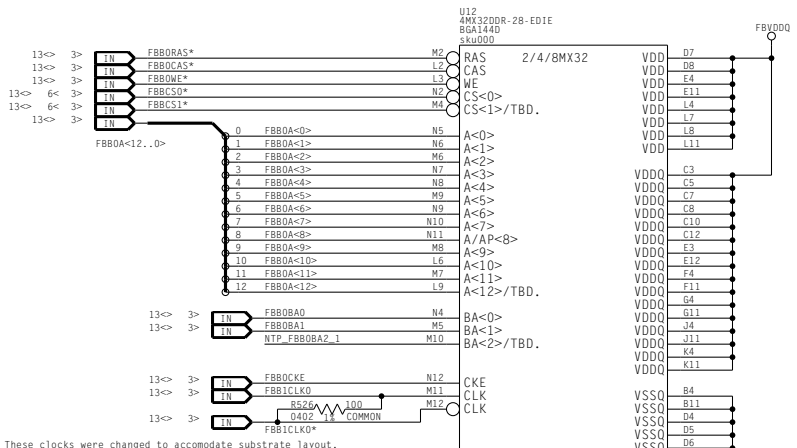 U12
4MX32DDR-28-EDIE
BGA144D
sku000
FBVDDQ
2/4/8MX32
13<> 3> IN FBB0RAS* M2 RAS
13<> 3> IN FBB0CAS* L2 CAS
13<> 3> IN FBB0WE* L3 WE
13<> 6< 3> IN FBBCS0* N2 CS<0>
13<> 6< 3> IN FBBCS1* M4 CS<1>/TBD.
13<> 3> IN
FBB0A<12..0>
0 FBB0A<0> N5 A<0>
1 FBB0A<1> N6 A<1>
2 FBB0A<2> M6 A<2>
3 FBB0A<3> N7 A<3>
4 FBB0A<4> N8 A<4>
5 FBB0A<5> M9 A<5>
6 FBB0A<6> N9 A<6>
7 FBB0A<7> N10 A<7>
8 FBB0A<8> N11 A/AP<8>
9 FBB0A<9> M8 A<9>
10 FBB0A<10> L6 A<10>
11 FBB0A<11> M7 A<11>
12 FBB0A<12> L9 A<12>/TBD.
13<> 3> IN FBB0BA0 N4 BA<0>
13<> 3> IN FBB0BA1 M5 BA<1>
NTP_FBB0BA2_1 M10 BA<2>/TBD.
13<> 3> IN FBB0CKE N12 CKE
13<> 3> IN FBB1CLK0 M11 CLK
R526 100
0402 1% COMMON
13<> 3> IN M12 CLK
FBB1CLK0*
These clocks were changed to accomodate substrate layout.
VDD D7
VDD D8
VDD E4
VDD E11
VDD L4
VDD L7
VDD L8
VDD L11
VDDQ C3
VDDQ C5
VDDQ C7
VDDQ C8
VDDQ C10
VDDQ C12
VDDQ E3
VDDQ E12
VDDQ F4
VDDQ F11
VDDQ G4
VDDQ G11
VDDQ J4
VDDQ J11
VDDQ K4
VDDQ K11
VSSQ B4
VSSQ B11
VSSQ D4
VSSQ D5
VSSQ D6